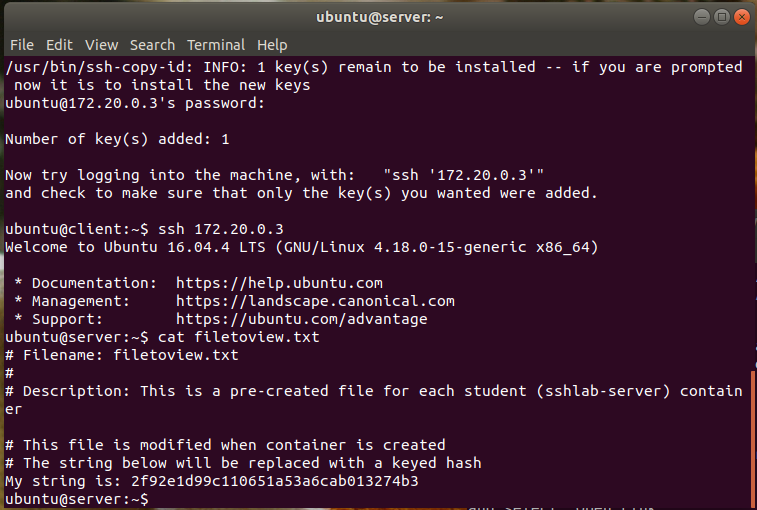 ubuntu@server: ~
File Edit View Search Terminal Help
/usr/bin/ssh-copy-id: INFO: 1 key(s) remain to be installed -- if you are prompted
 now it is to install the new keys
ubuntu@172.20.0.3's password:
Number of key(s) added: 1
Now try logging into the machine, with:   "ssh '172.20.0.3'"
and check to make sure that only the key(s) you wanted were added.
ubuntu@client:~$ ssh 172.20.0.3
Welcome to Ubuntu 16.04.4 LTS (GNU/Linux 4.18.0-15-generic x86_64)
 * Documentation:  https://help.ubuntu.com
 * Management:     https://landscape.canonical.com
 * Support:        https://ubuntu.com/advantage
ubuntu@server:~$ cat filetoview.txt
# Filename: filetoview.txt
#
# Description: This is a pre-created file for each student (sshlab-server) contain
er
# This file is modified when container is created
# The string below will be replaced with a keyed hash
My string is: 2f92e1d99c110651a53a6cab013274b3
ubuntu@server:~$